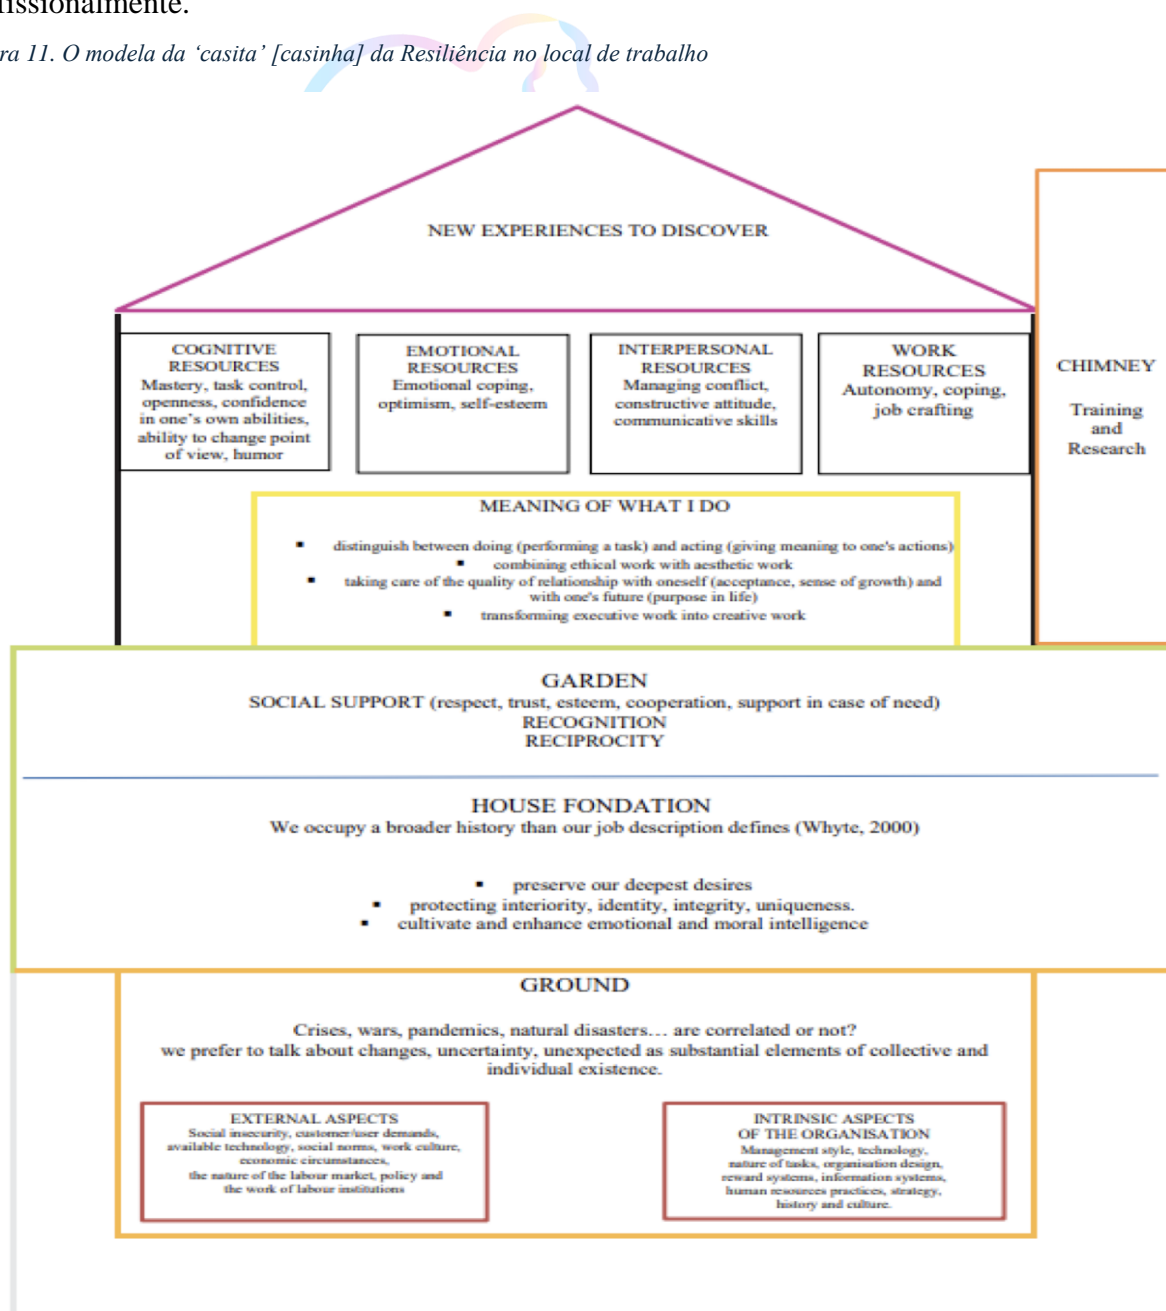 fissionalmente.
ra 11. O modela da ‘casita’ [casinha] da Resiliência no local de trabalho
NEW EXPERIENCES TO DISCOVER
COGNITIVE
RESOURCES
Mastery, task control,
openness, confidence
in one's own abilities,
ability to change point
of view, humor
EMOTIONAL
RESOURCES
Emotional coping,
optimism, self-esteem
INTERPERSONAL
RESOURCES
Managing conflict,
constructive attitude,
communicative skills
WORK
RESOURCES
Autonomy, coping,
job crafting
CHIMNEY
Training
and
Research
MEANING OF WHAT I DO
▪ distinguish between doing (performing a task) and acting (giving meaning to one's actions)
▪ combining ethical work with aesthetic work
▪ taking care of the quality of relationship with oneself (acceptance, sense of growth) and
with one's future (purpose in life)
▪ transforming executive work into creative work
GARDEN
SOCIAL SUPPORT (respect, trust, esteem, cooperation, support in case of need)
RECOGNITION
RECIPROCITY
HOUSE FONDATION
We occupy a broader history than our job description defines (Whyte, 2000)
▪ preserve our deepest desires
▪ protecting interiority, identity, integrity, uniqueness.
▪ cultivate and enhance emotional and moral intelligence
GROUND
Crises, wars, pandemics, natural disasters… are correlated or not?
we prefer to talk about changes, uncertainty, unexpected as substantial elements of collective and
individual existence.
EXTERNAL ASPECTS
Social insecurity, customer/user demands,
available technology, social norms, work culture,
economic circumstances,
the nature of the labour market, policy and
the work of labour institutions
INTRINSIC ASPECTS
OF THE ORGANISATION
Management style, technology,
nature of tasks, organisation design,
reward systems, information systems,
human resources practices, strategy,
history and culture.